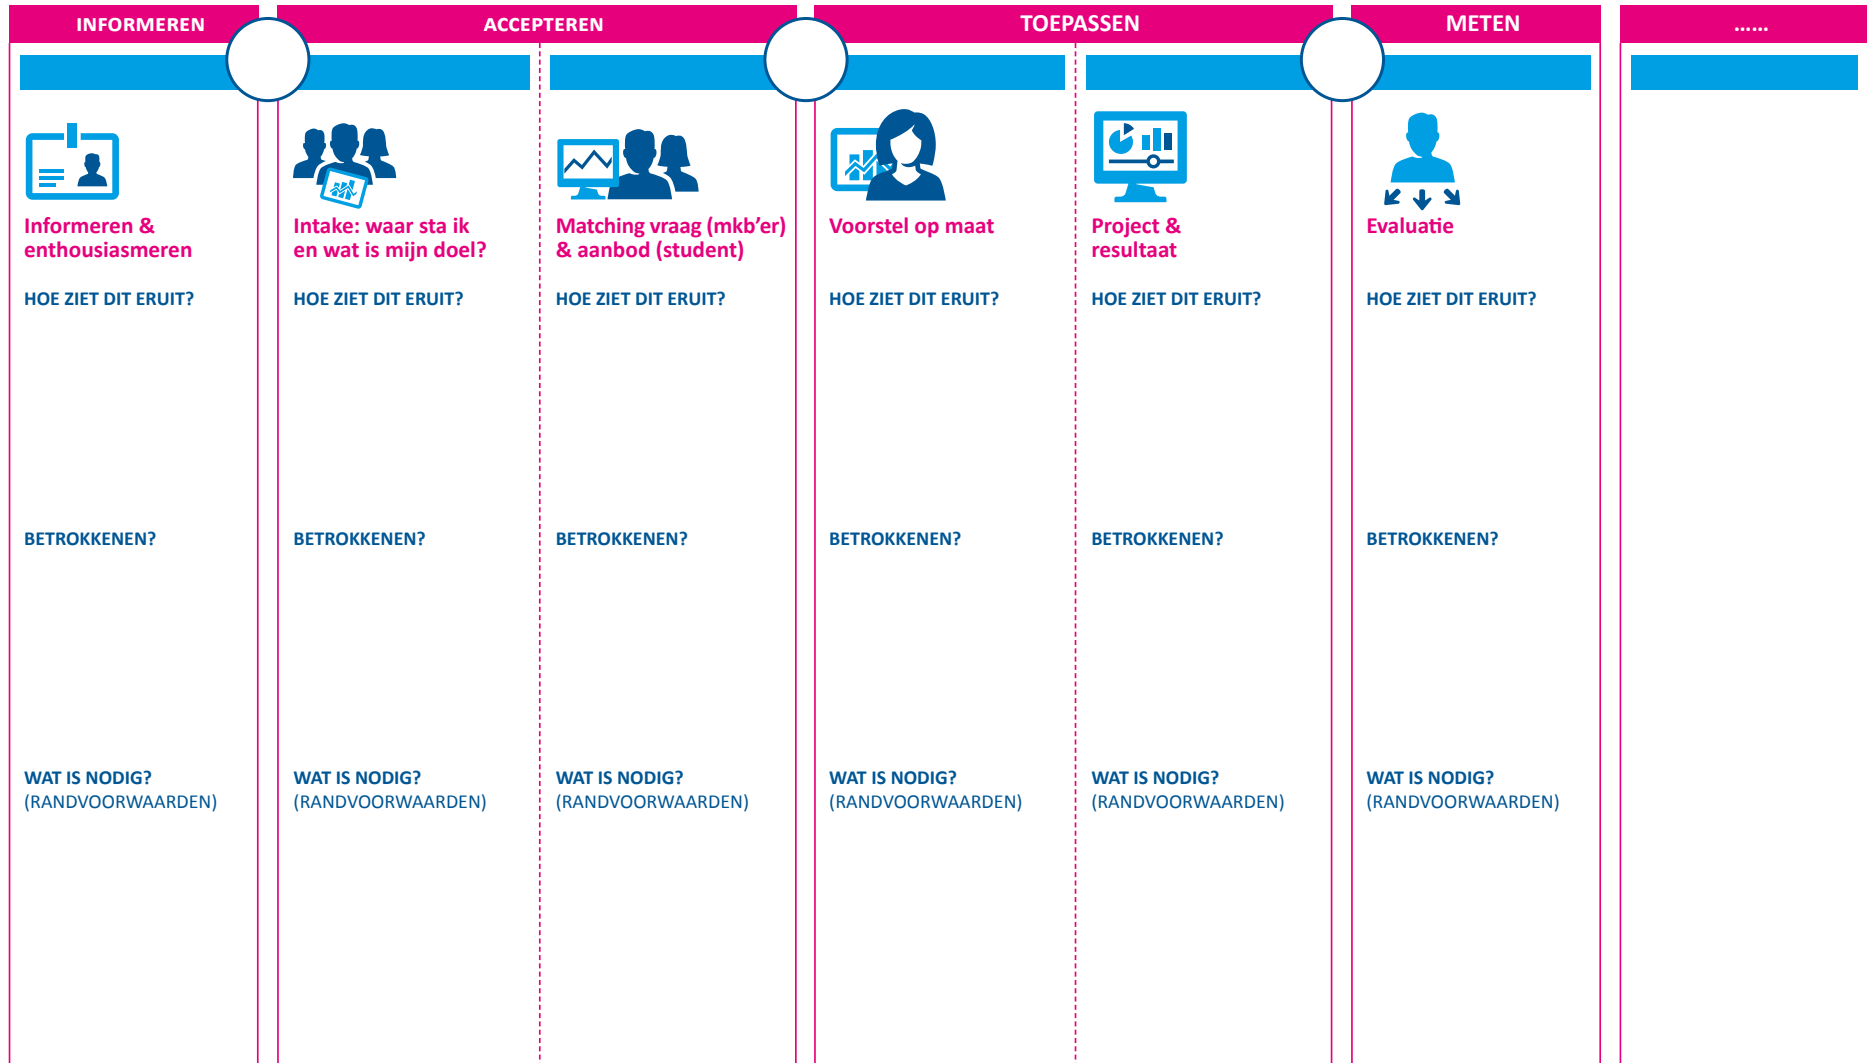 INFORMEREN
ACCEPTEREN
TOEPASSEN
METEN
......
Informeren &
enthousiasmeren
HOE ZIET DIT ERUIT?
BETROKKENEN?
WAT IS NODIG?
(RANDVOORWAARDEN)
Intake: waar sta ik
en wat is mijn doel?
HOE ZIET DIT ERUIT?
BETROKKENEN?
WAT IS NODIG?
(RANDVOORWAARDEN)
Matching vraag (mkb’er)
& aanbod (student)
HOE ZIET DIT ERUIT?
BETROKKENEN?
WAT IS NODIG?
(RANDVOORWAARDEN)
Voorstel op maat
HOE ZIET DIT ERUIT?
BETROKKENEN?
WAT IS NODIG?
(RANDVOORWAARDEN)
Project &
resultaat
HOE ZIET DIT ERUIT?
BETROKKENEN?
WAT IS NODIG?
(RANDVOORWAARDEN)
Evaluatie
HOE ZIET DIT ERUIT?
BETROKKENEN?
WAT IS NODIG?
(RANDVOORWAARDEN)